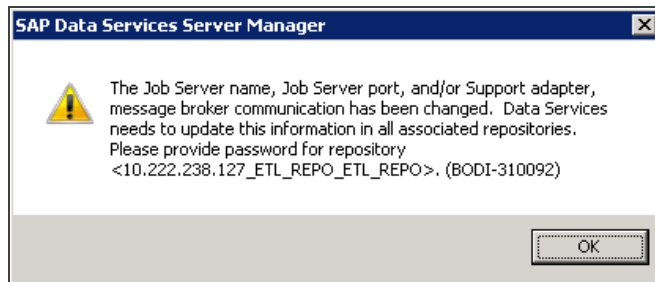 SAP Data Services Server Manager
The Job Server name, Job Server port, and/or Support adapter,
message broker communication has been changed.  Data Services
needs to update this information in all associated repositories.
Please provide password for repository
<10.222.238.127_ETL_REPO_ETL_REPO>. (BODI-310092)
OK